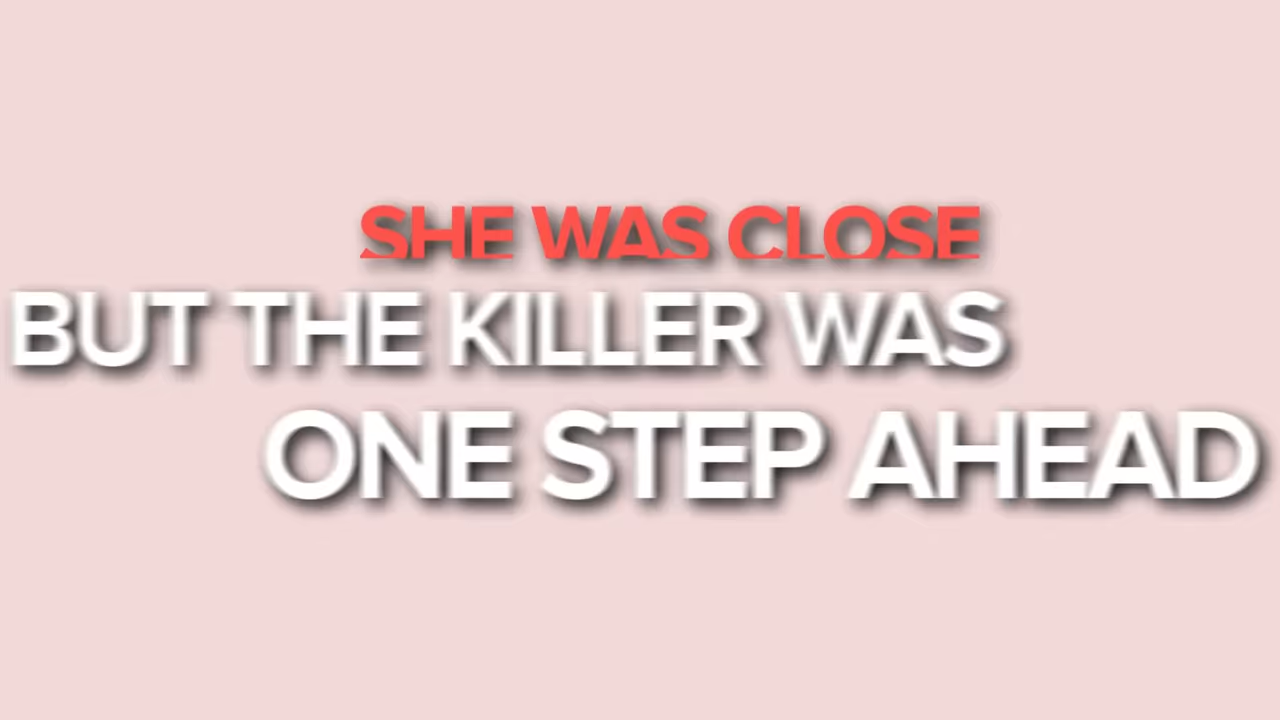 SHE WAS CLOSE
BUT THE KILLER WAS
ONE STEP AHEAD